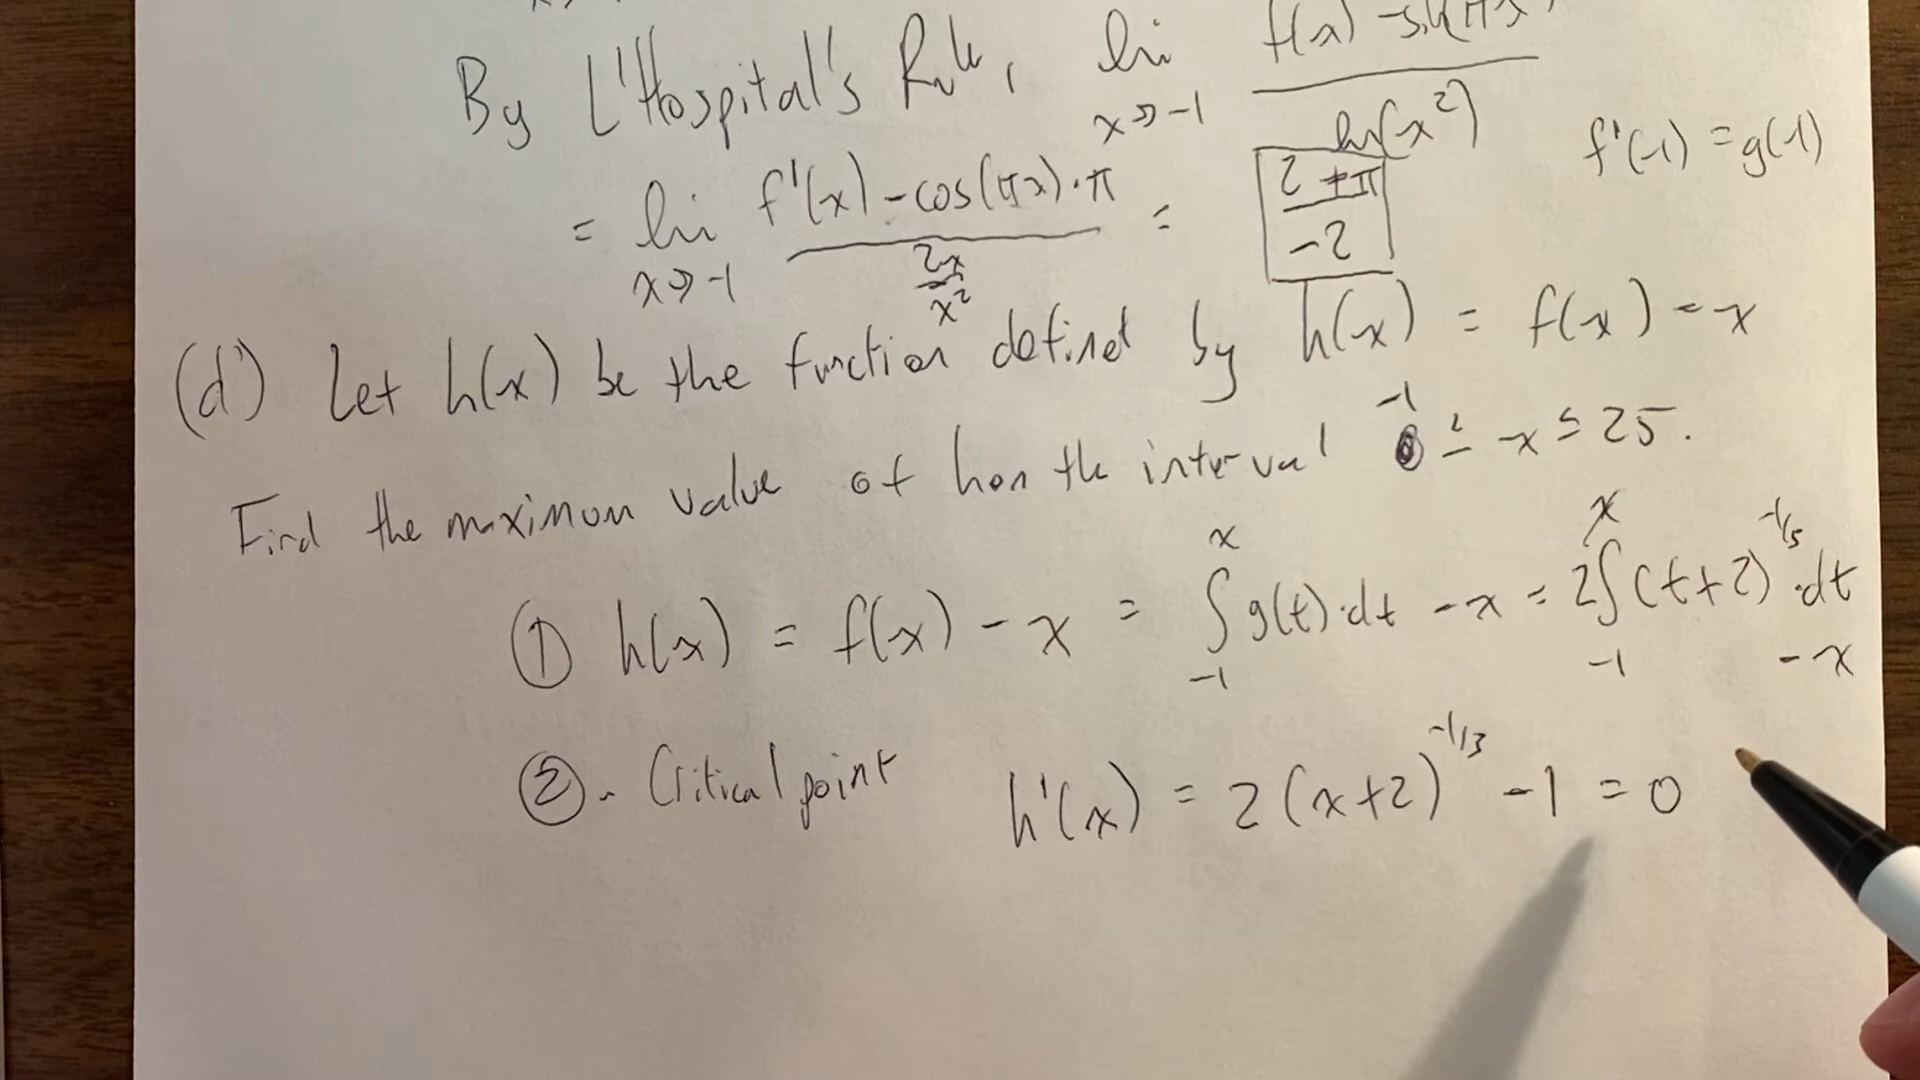 By L'Hospital's Rule, lim x→-1 f(x) - sin(πx) / ln(x²)
f'(-1) = g(-1)
= lim x→-1 f'(x) - cos(πx)·π / 2x/x² = 2+π / -2
(d) Let h(x) be the function defined by h(x) = f(x) - x
Find the maximum value of h on the interval -1 ≤ x ≤ 25.
① h(x) = f(x) - x = ∫₋₁ˣ g(t)·dt - x = 2∫₋₁ˣ (t+2)^(-1/3)·dt - x
②. Critical point h'(x) = 2(x+2)^(-1/3) - 1 = 0